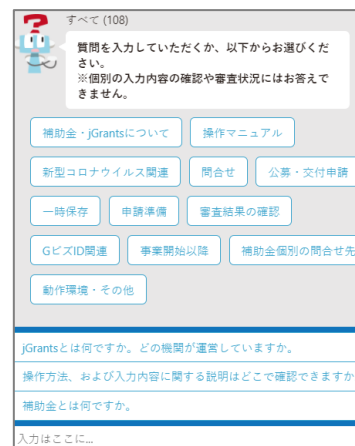 すべて (108)
質問を入力していただくか、以下からお選びくだ
さい。
※個別の入力内容の確認や審査状況にはお答えで
きません。
補助金・jGrantsについて
操作マニュアル
新型コロナウイルス関連
問合せ
公募・交付申請
一時保存
申請準備
審査結果の確認
GビズID関連
事業開始以降
補助金個別の問合せ先
動作環境・その他
jGrantsとは何ですか。どの機関が運営していますか。
操作方法、および入力内容に関する説明はどこで確認できますか
補助金とは何ですか。
入力はここに...